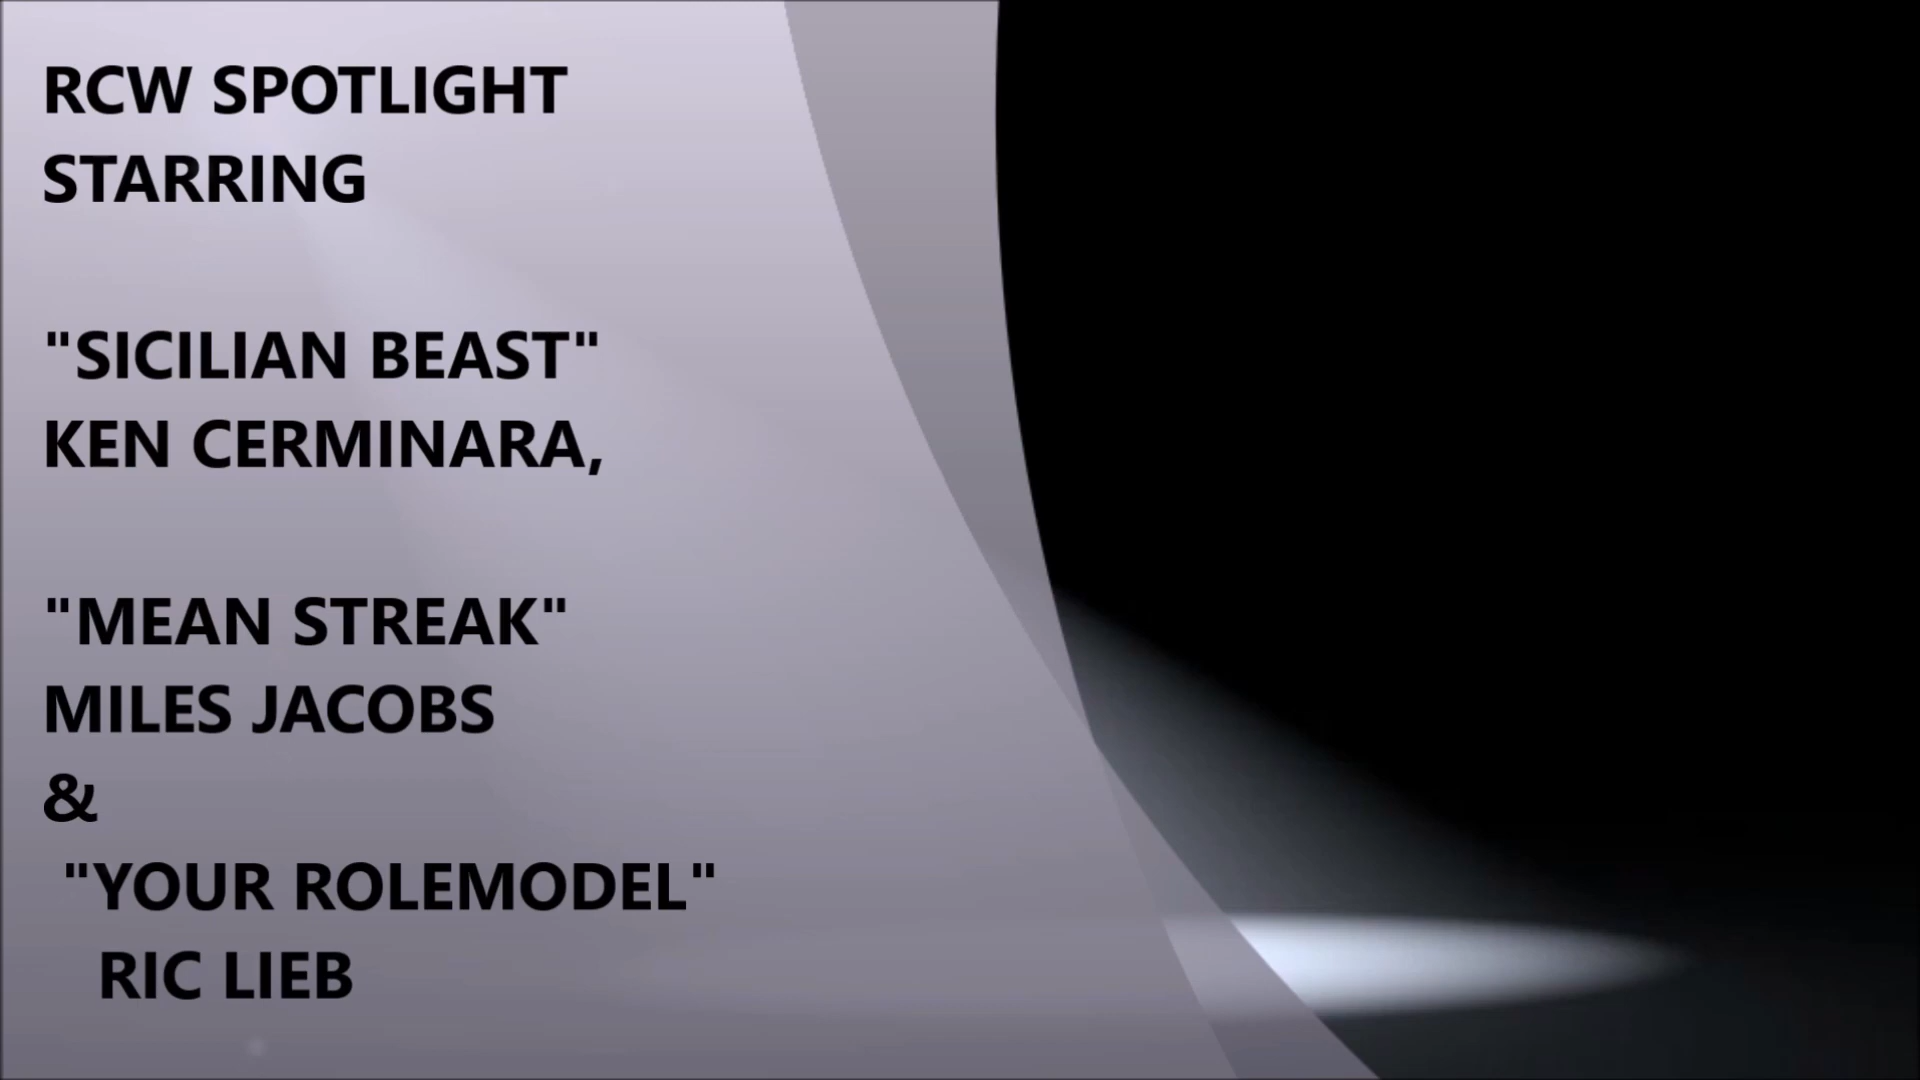 RCW SPOTLIGHT
STARRING
"SICILIAN BEAST"
KEN CERMINARA,
"MEAN STREAK"
MILES JACOBS
&
"YOUR ROLEMODEL"
RIC LIEB